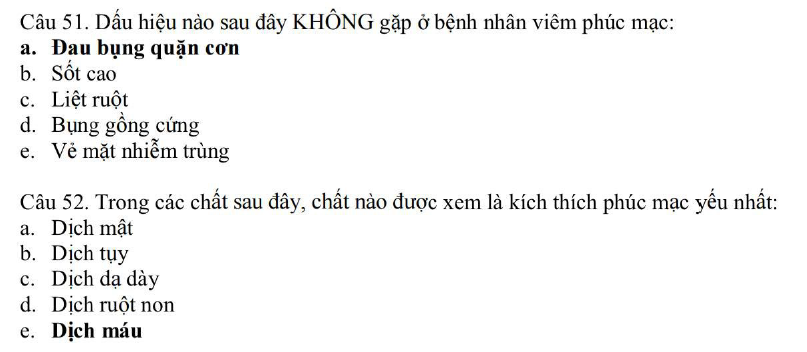 Câu 51. Dấu hiệu nào sau đây KHÔNG gặp ở bệnh nhân viêm phúc mạc:
a. Đau bụng quặn cơn
b. Sốt cao
c. Liệt ruột
d. Bụng gồng cứng
e. Vẻ mặt nhiễm trùng
Câu 52. Trong các chất sau đây, chất nào được xem là kích thích phúc mạc yếu nhất:
a. Dịch mật
b. Dịch tụy
c. Dịch dạ dày
d. Dịch ruột non
e. Dịch máu